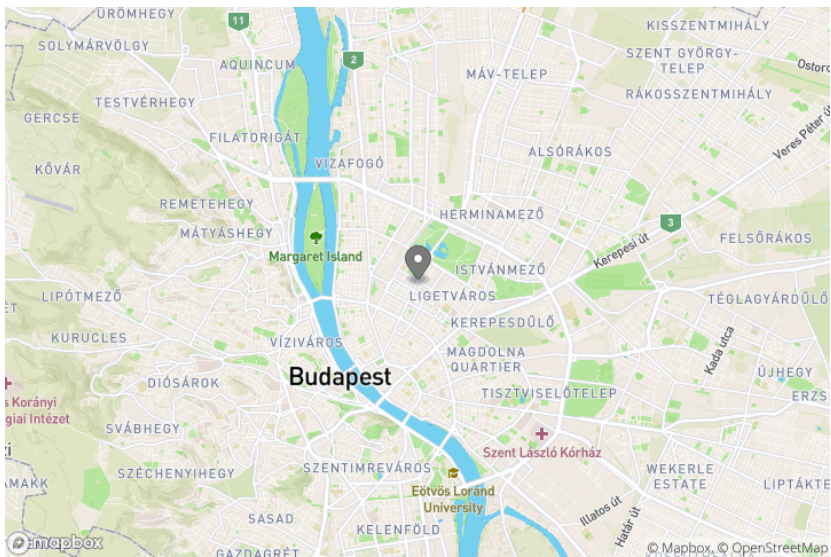 ÜRÖMHEGY
11
KISSZENTMIHÁLY
SOLYMÁRVÖLGY
2
SZENT GYÖRGY-
TELEP
AQUINCUM
MÁV-TELEP
Ostoro
TESTVÉRHEGY
RÁKOSSZENTMIHÁLY
GERCSE
Veres Péter ú
FILATORIGÁT
ALSÓRÁKOS
KŐVÁR
VIZAFOGÓ
REMETEHEGY
HERMINAMEZŐ
3
MÁTYÁSHEGY
Kerepesi út
FELSŐRÁKOS
Margaret Island
ISTVÁNMEZŐ
LIPÓTMEZŐ
LIGETVÁROS
TÉGLAGYÁRDŰLŐ
KURUCLES
VÍZIVÁROS
KEREPESDŰLŐ
Kada utca
MAGDOLNA
QUARTIER
Budapest
ÚJHEGY
DIÓSÁROK
TISZTVISELŐTELEP
ERZS
s Korányi
giai Intézet
SVÁBHEGY
Szent László Kórház
zi
SZÉCHENYIHEGY
SZENTIMREVÁROS
WEKERLE
ESTATE
LIPTÁKTE
AMAKK
Eötvös Loránd
University
Illatos út
Határ út
SASAD
KELENFÖLD
GAZDAGRÉT
mapbox
© Mapbox, © OpenStreetMap